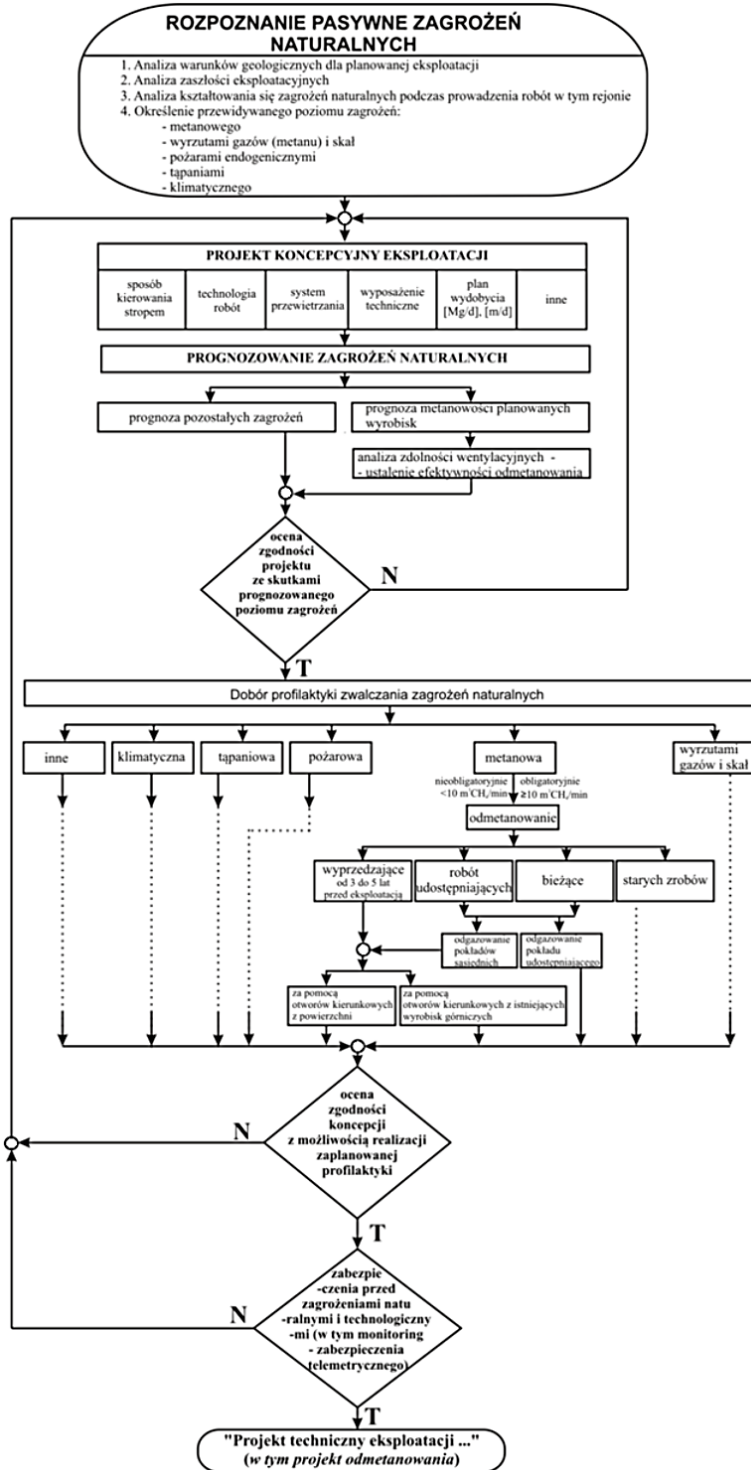 ROZPOZNANIE PASYWNE ZAGROŻEŃ
NATURALNYCH
1. Analiza warunków geologicznych dla planowanej eksploatacji
2. Analiza zaszłości eksploatacyjnych
3. Analiza kształtowania się zagrożeń naturalnych podczas prowadzenia robót w tym rejonie
4. Określenie przewidywanego poziomu zagrożeń:
- metanowego
- wyrzutami gazów (metanu) i skał
- pożarami endogenicznymi
- tąpaniami
- klimatycznego
PROJEKT KONCEPCYJNY EKSPLOATACJI
sposób
kierowania
stropem
technologia
robót
system
przewietrzania
wyposażenie
techniczne
plan
wydobycia
[Mg/d], [m/d]
inne
PROGNOZOWANIE ZAGROŻEŃ NATURALNYCH
prognoza pozostałych zagrożeń
prognoza metanowości planowanych
wyrobisk
analiza zdolności wentylacyjnych -
- ustalenie efektywności odmetanowania
ocena
zgodności
projektu
ze skutkami
prognozowanego
poziomu zagrożeń
N
T
Dobór profilaktyki zwalczania zagrożeń naturalnych
inne
klimatyczna
tąpaniowa
pożarowa
metanowa
wyrzutami
gazów i skał
nieobligatoryjnie
<10 m³CH₄/min
obligatoryjnie
≥10 m³CH₄/min
odmetanowanie
wyprzedzające
od 3 do 5 lat
przed eksploatacją
robót
udostępniających
bieżące
starych zrobów
odgazowanie
pokładów
sąsiednich
odgazowanie
pokładu
udostępniającego
za pomocą
otworów kierunkowych
z powierzchni
za pomocą
otworów kierunkowych z istniejących
wyrobisk górniczych
ocena
zgodności
koncepcji
z możliwością realizacji
zaplanowanej
profilaktyki
N
T
zabezpie
-czenia przed
zagrożeniami natu
-ralnymi i technologiczny
-mi (w tym monitoring
- zabezpieczenia
telemetrycznego)
N
T
"Projekt techniczny eksploatacji ..."
(w tym projekt odmetanowania)